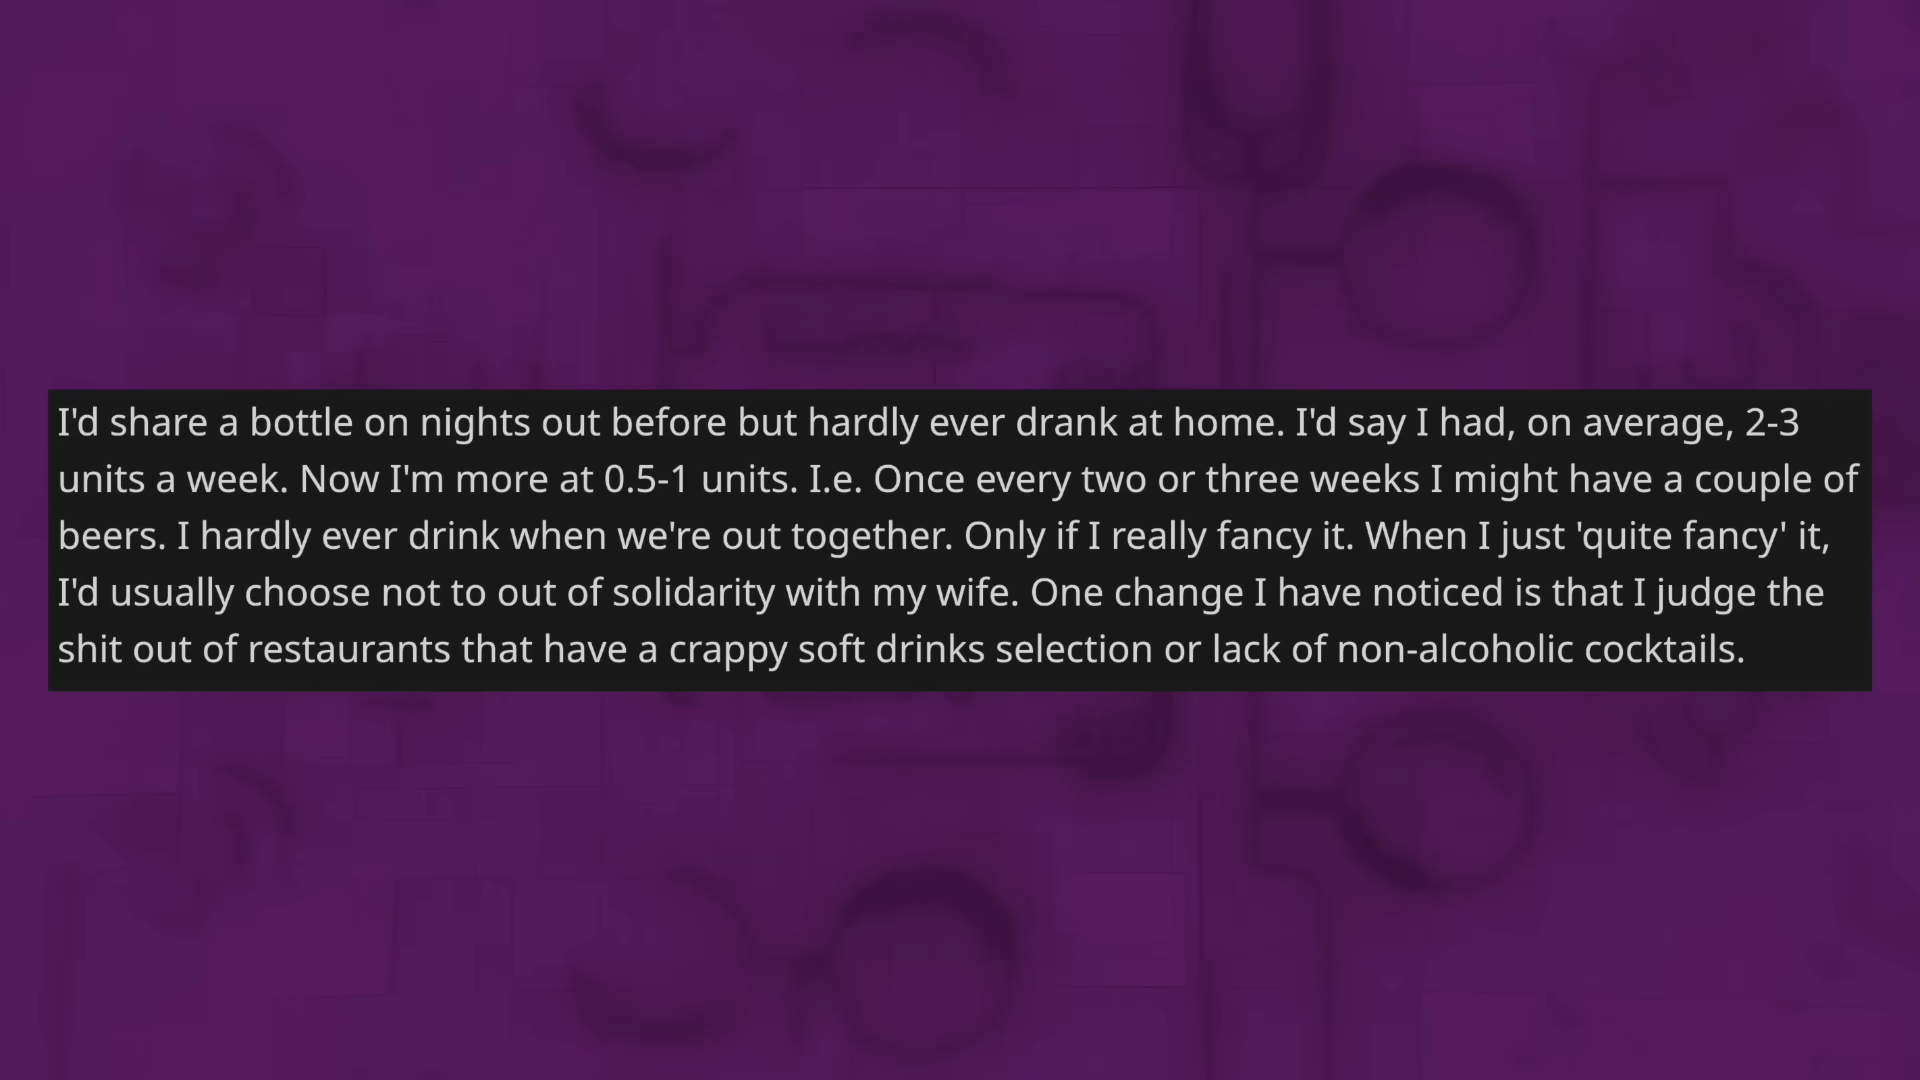 I'd share a bottle on nights out before but hardly ever drank at home. I'd say I had, on average, 2-3
units a week. Now I'm more at 0.5-1 units. I.e. Once every two or three weeks I might have a couple of
beers. I hardly ever drink when we're out together. Only if I really fancy it. When I just 'quite fancy' it,
I'd usually choose not to out of solidarity with my wife. One change I have noticed is that I judge the
shit out of restaurants that have a crappy soft drinks selection or lack of non-alcoholic cocktails.